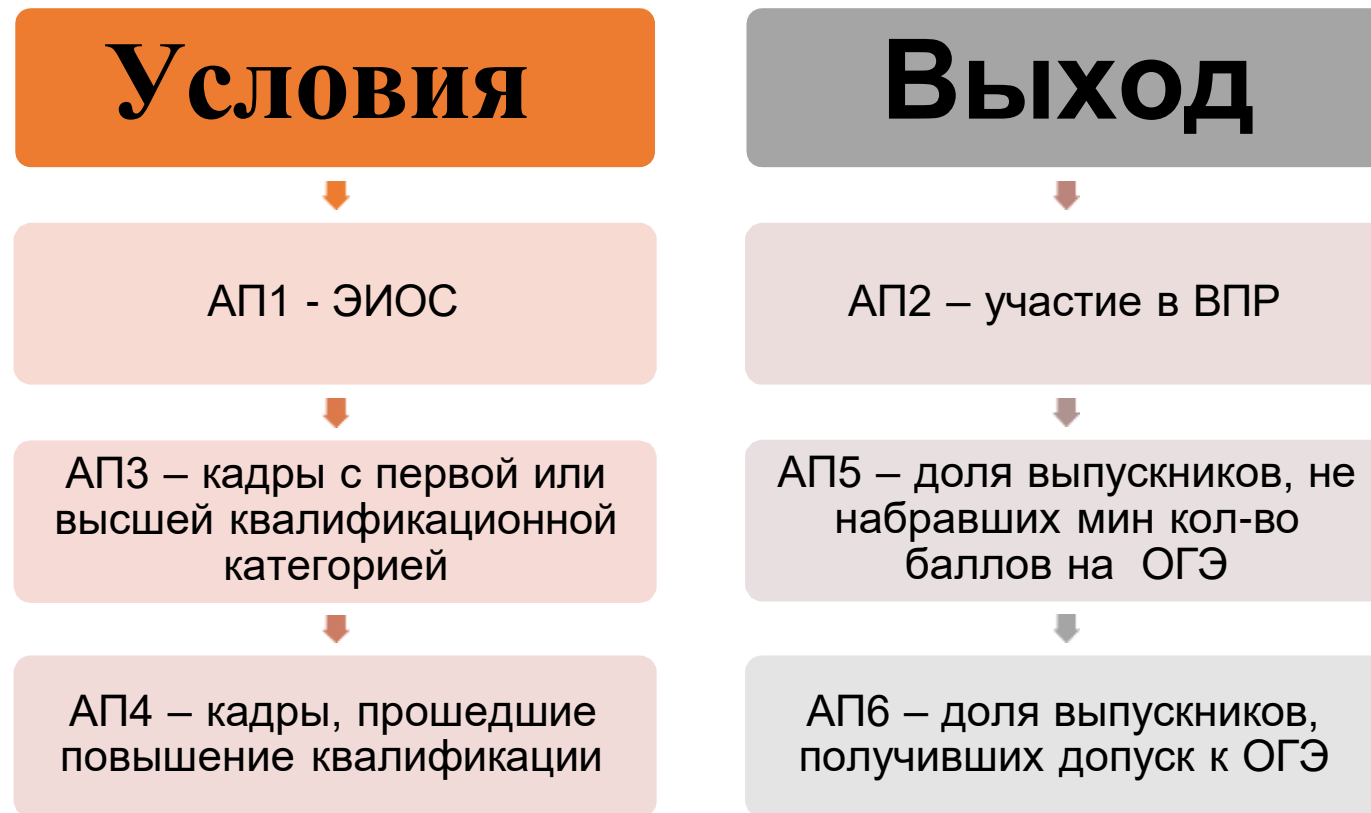 Условия
АП1 - ЭИОС
АП3 – кадры с первой или
высшей квалификационной
категорией
АП4 – кадры, прошедшие
повышение квалификации
Выход
АП2 – участие в ВПР
АП5 – доля выпускников, не
набравших мин кол-во
баллов на  ОГЭ
АП6 – доля выпускников,
получивших допуск к ОГЭ